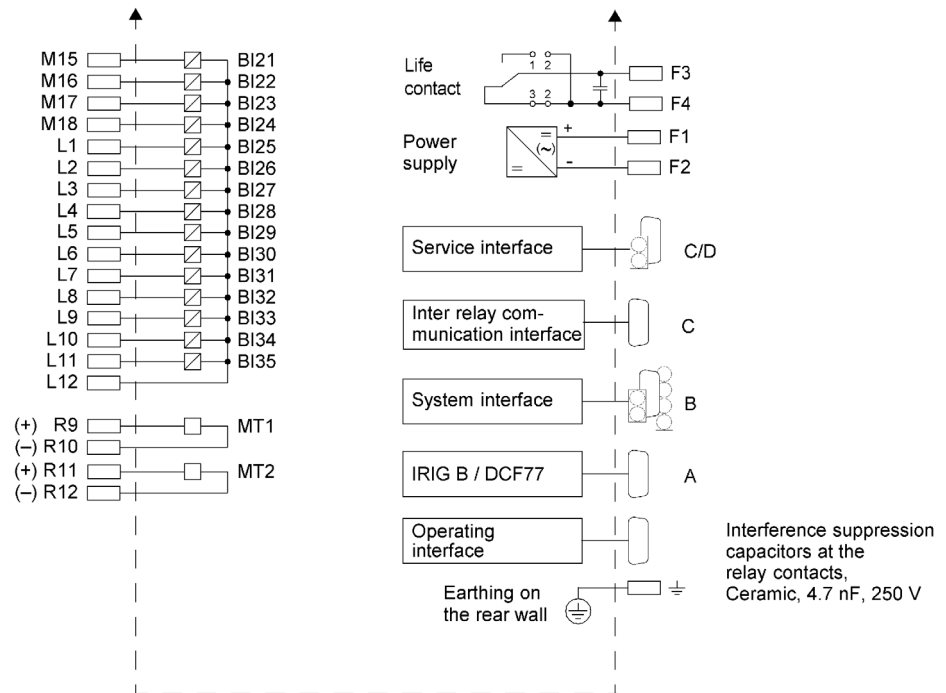 M15 BI21
M16 BI22
M17 BI23
M18 BI24
L1 BI25
L2 BI26
L3 BI27
L4 BI28
L5 BI29
L6 BI30
L7 BI31
L8 BI32
L9 BI33
L10 BI34
L11 BI35
L12
(+) R9 MT1
(–) R10
(+) R11 MT2
(–) R12
Life
contact
1 2
3 2
F3
F4
Power
supply
=
(~)
=
+
-
F1
F2
Service interface
C/D
Inter relay com-
munication interface
C
System interface
B
IRIG B / DCF77
A
Operating
interface
Earthing on
the rear wall
Interference suppression
capacitors at the
relay contacts,
Ceramic, 4.7 nF, 250 V